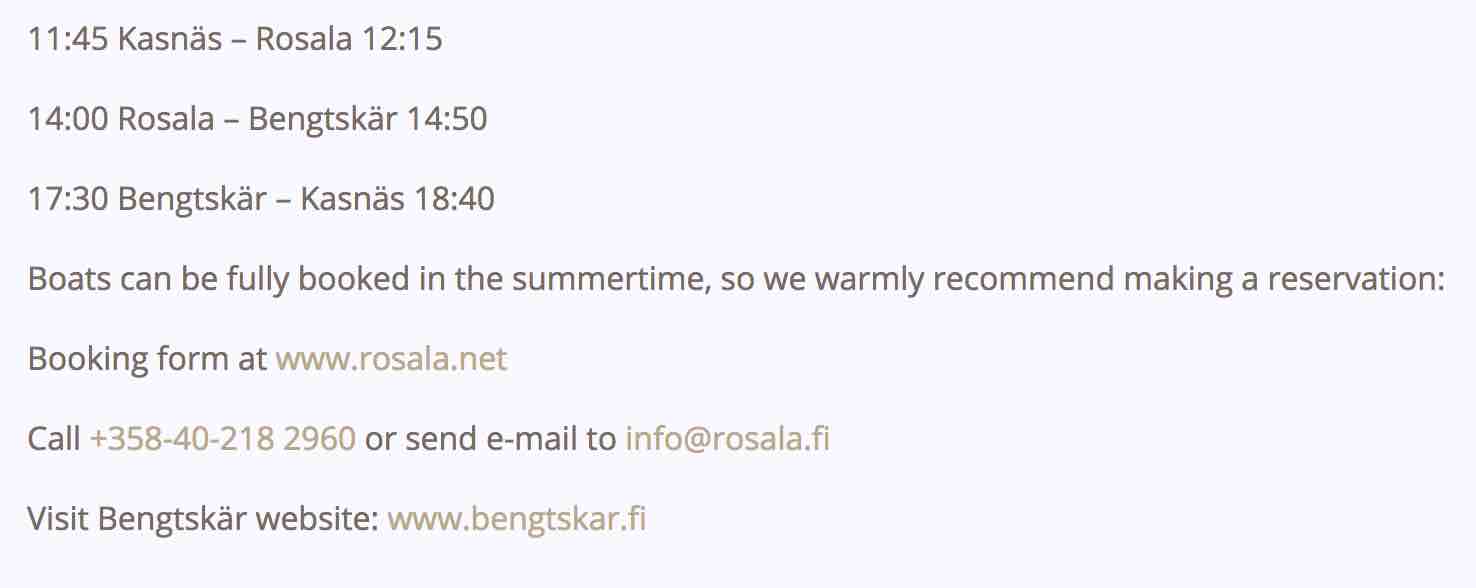 11:45 Kasnäs – Rosala 12:15
14:00 Rosala – Bengtskär 14:50
17:30 Bengtskär – Kasnäs 18:40
Boats can be fully booked in the summertime, so we warmly recommend making a reservation:
Booking form at www.rosala.net
Call +358-40-218 2960 or send e-mail to info@rosala.fi
Visit Bengtskär website: www.bengtskar.fi